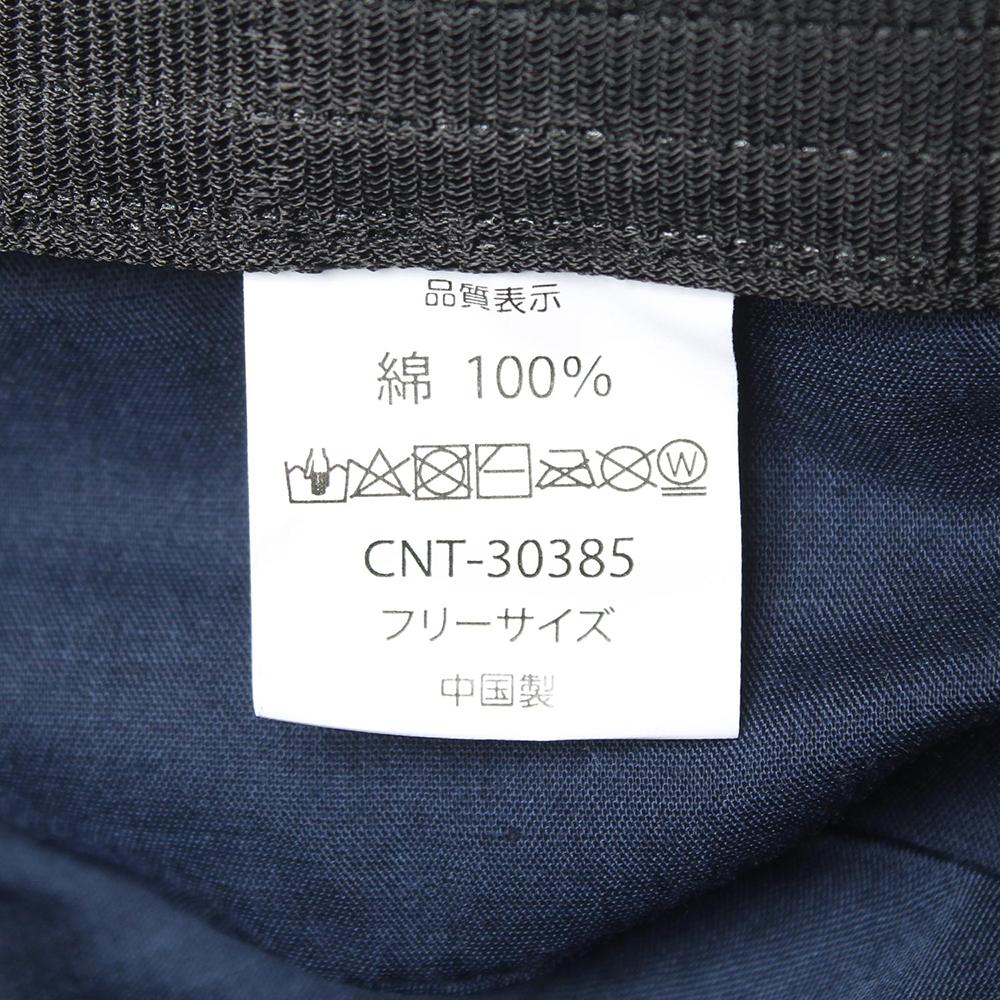 品質表示
綿 100%
W
CNT-30385
フリーサイズ
中国製